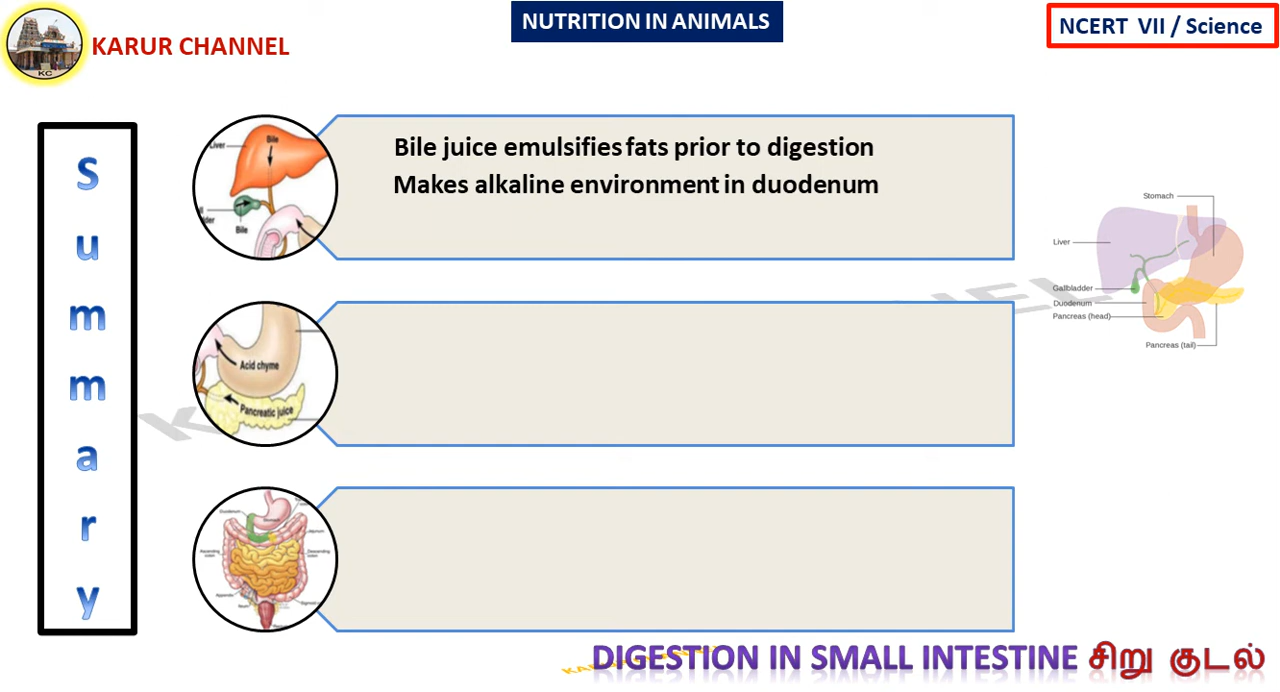 NUTRITION IN ANIMALS
NCERT VII / Science
KARUR CHANNEL
KC
Summary
Liver
Bile
Bile
Bile juice emulsifies fats prior to digestion
Makes alkaline environment in duodenum
Stomach
Liver
Gallbladder
Duodenum
Pancreas (head)
Pancreas (tail)
Acid chyme
Pancreatic juice
DIGESTION IN SMALL INTESTINE சிறு குடல்